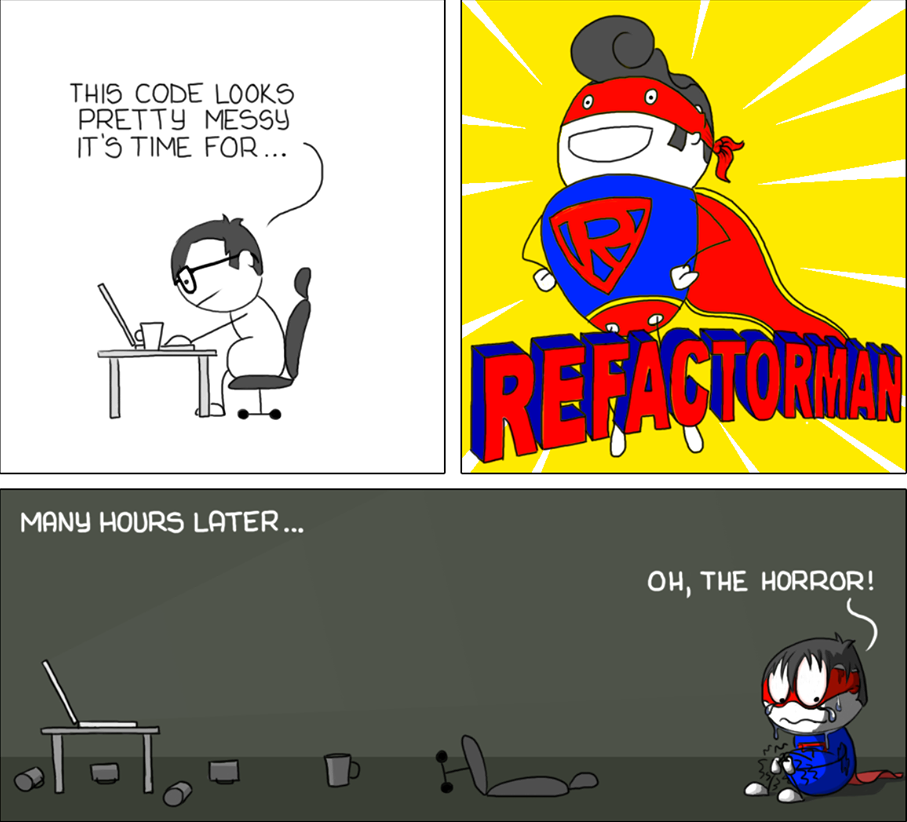 THIS CODE LOOKS
PRETTY MESSY
IT'S TIME FOR...
R
REFACTORMAN
MANY HOURS LATER...
OH, THE HORROR!